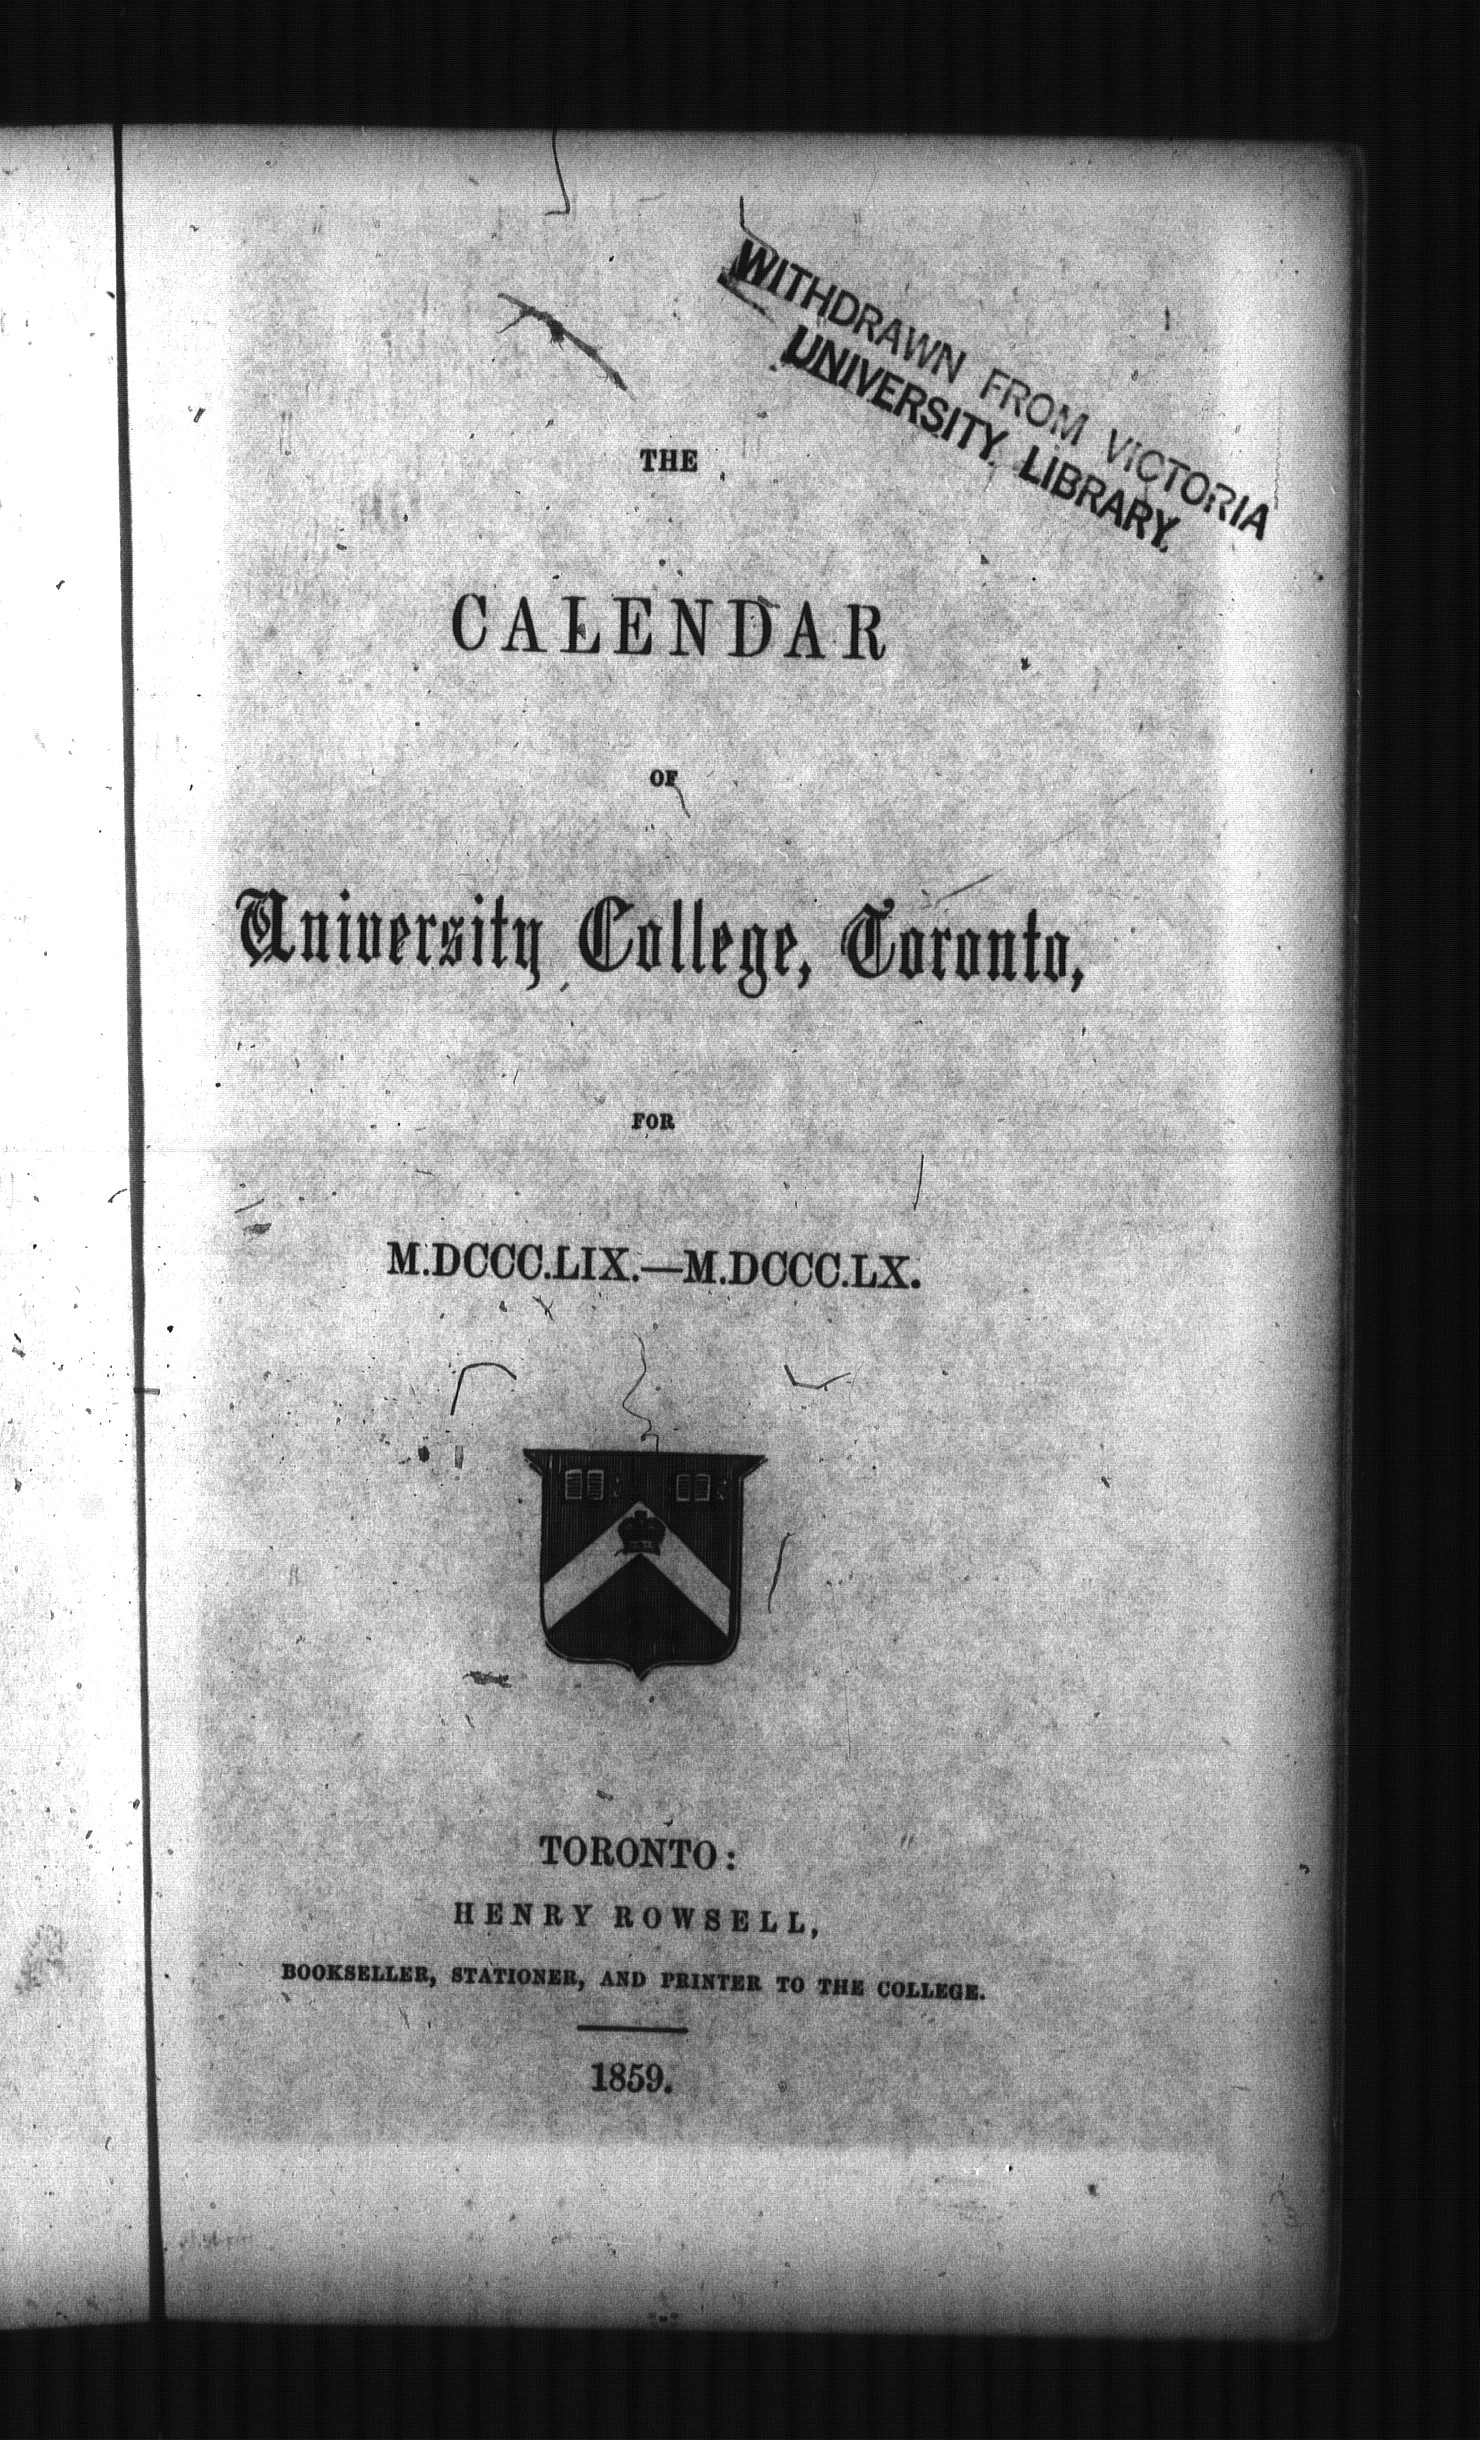 WITHDRAWN FROM VICTORIA
UNIVERSITY LIBRARY.
THE
CALENDAR
OF
University College, Toronto,
FOR
M.DCCC.LIX.—M.DCCC.LX.
TORONTO:
HENRY ROWSELL,
BOOKSELLER, STATIONER, AND PRINTER TO THE COLLEGE.
1859.